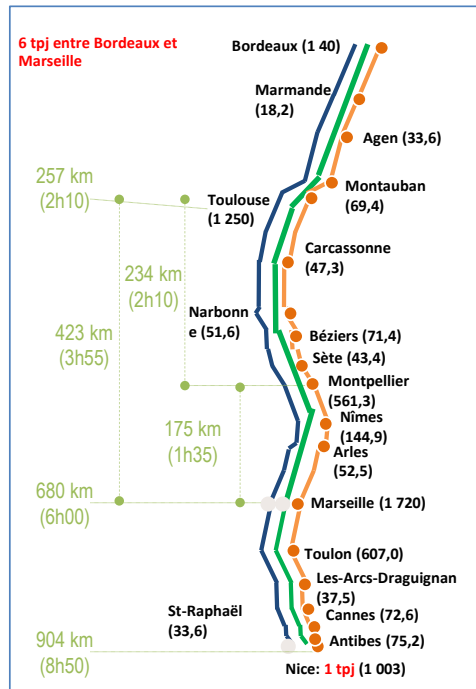 6 tpj entre Bordeaux et
Marseille
Bordeaux (1 40)
Marmande
(18,2)
Agen (33,6)
257 km
(2h10)
Toulouse
(1 250)
Montauban
(69,4)
Carcassonne
(47,3)
234 km
(2h10)
Narbonn
e (51,6)
423 km
(3h55)
Béziers (71,4)
Sète (43,4)
Montpellier
(561,3)
Nîmes
(144,9)
Arles
(52,5)
175 km
(1h35)
680 km
(6h00)
Marseille (1 720)
Toulon (607,0)
Les-Arcs-Draguignan
(37,5)
St-Raphaël
(33,6)
Cannes (72,6)
Antibes (75,2)
904 km
(8h50)
Nice: 1 tpj (1 003)